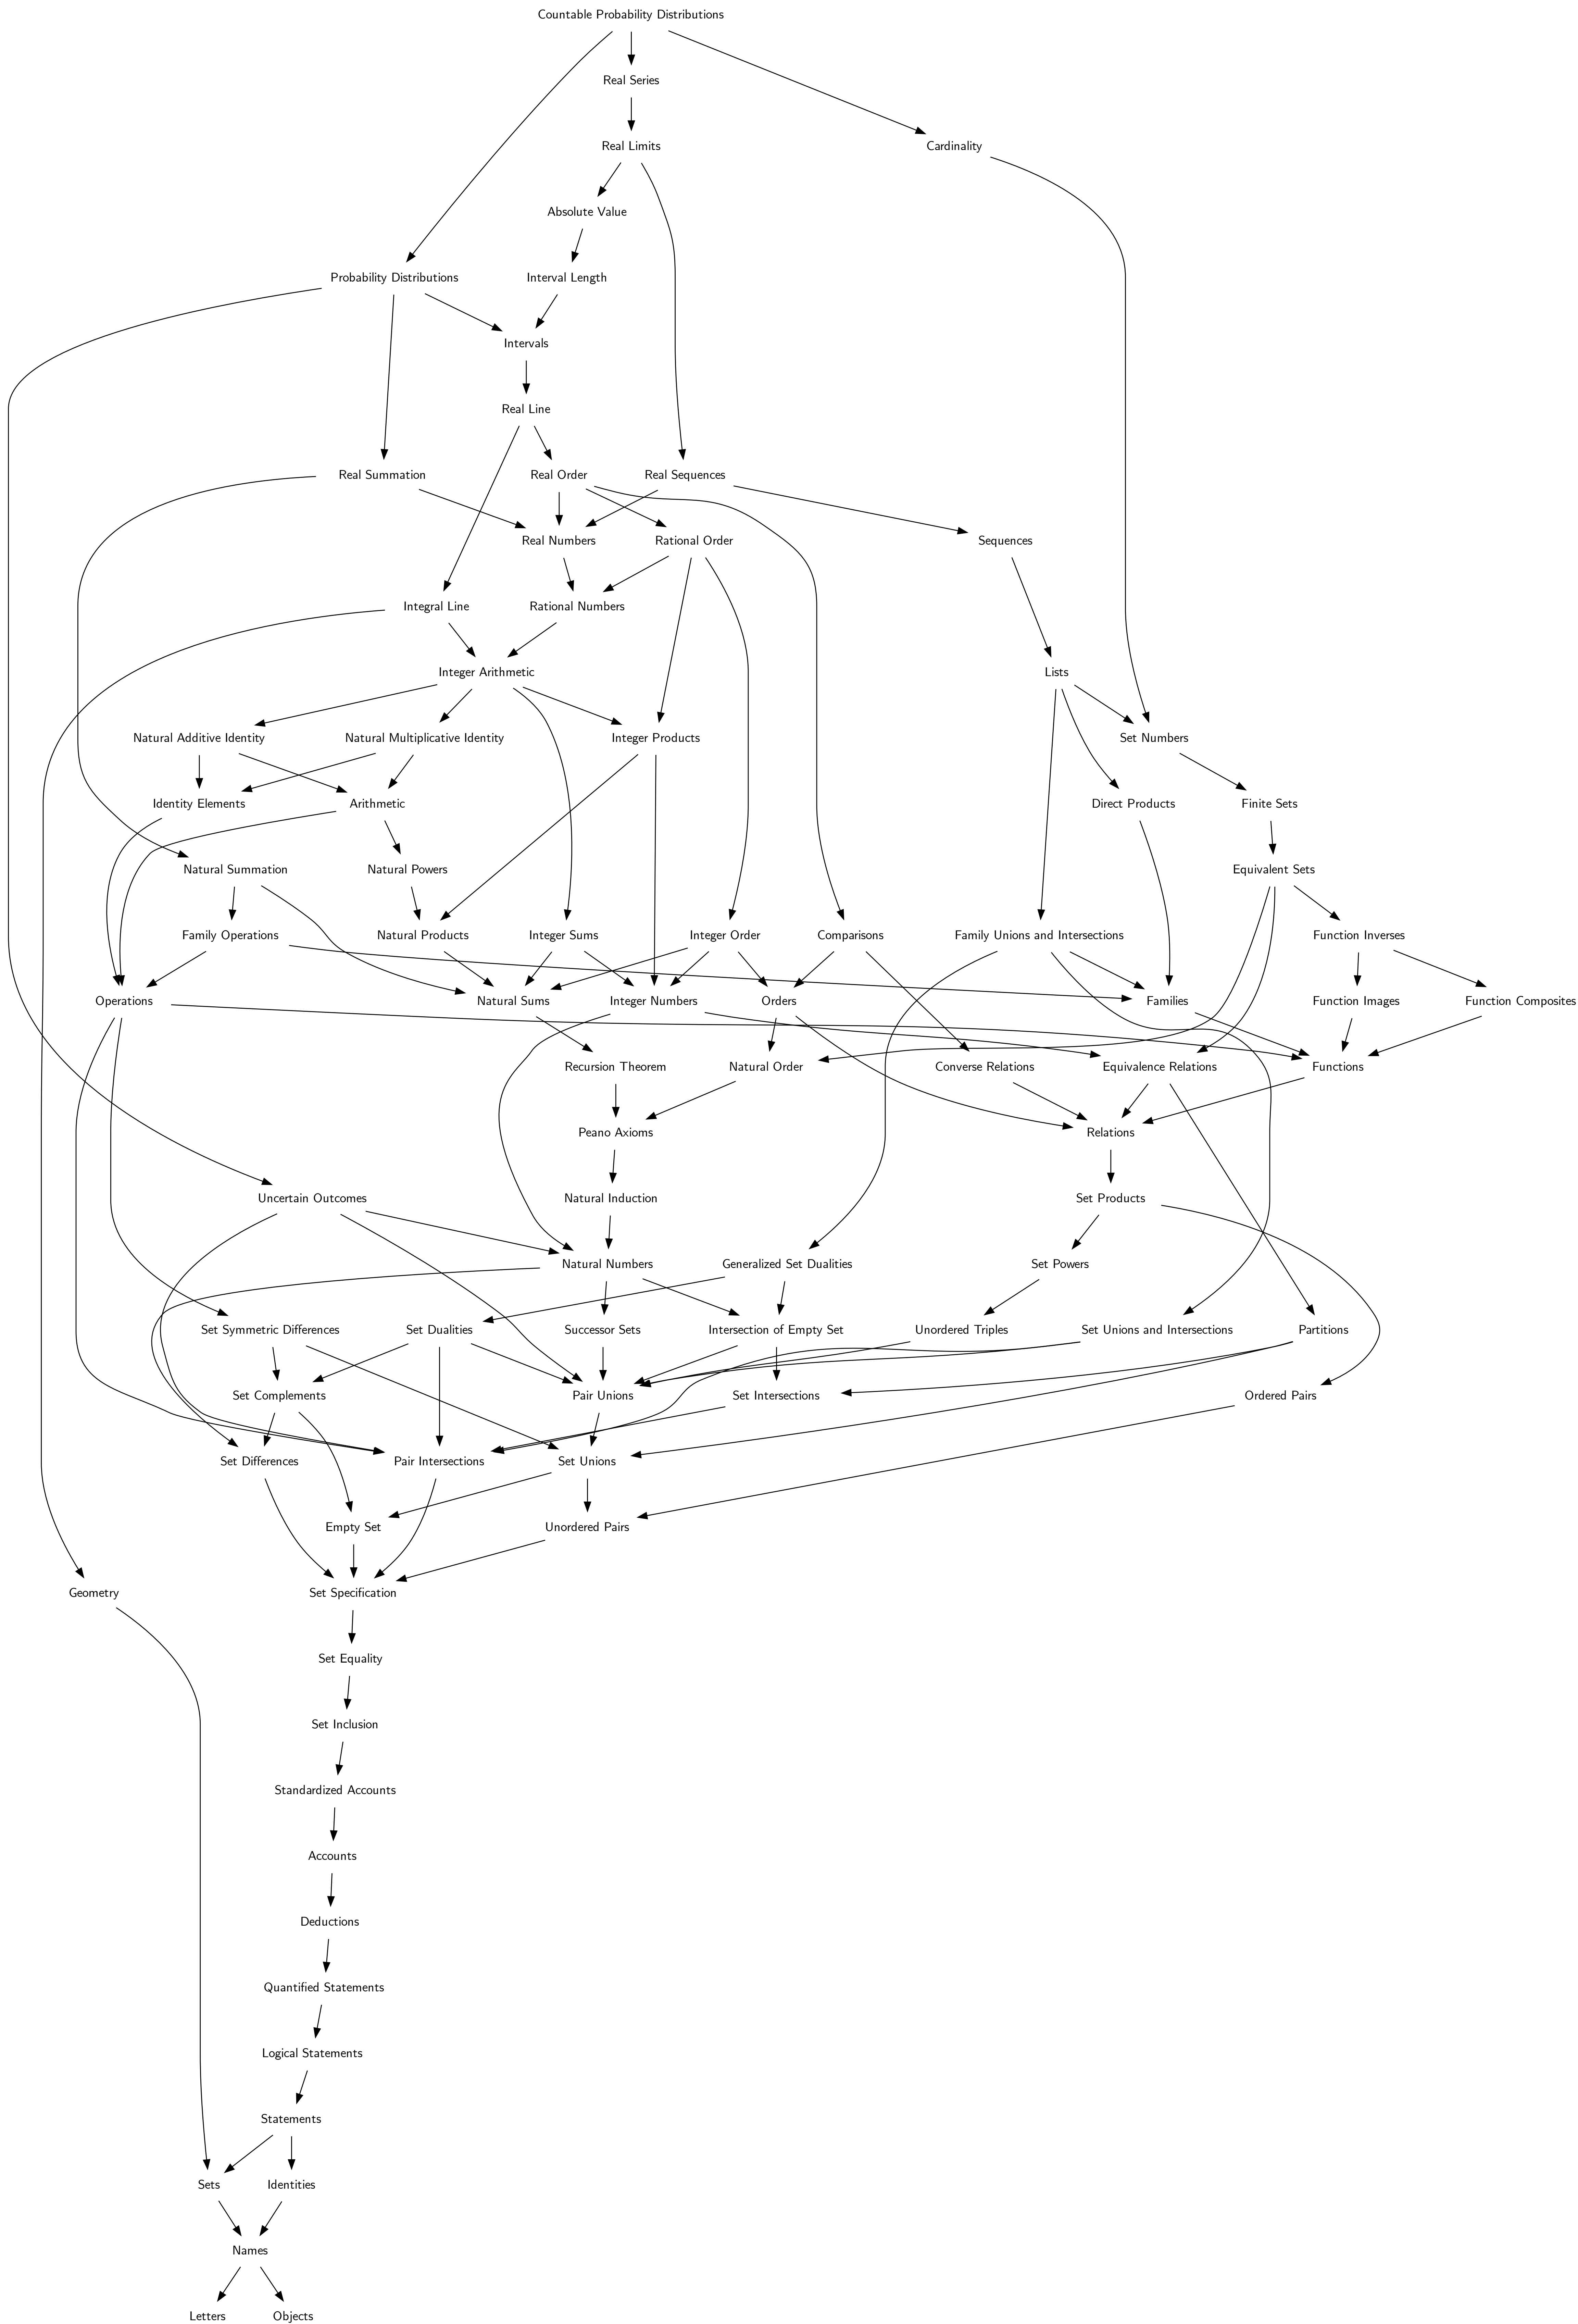 Countable Probability Distributions
Real Series
Real Limits
Cardinality
Absolute Value
Probability Distributions
Interval Length
Intervals
Real Line
Real Summation
Real Order
Real Sequences
Real Numbers
Rational Order
Sequences
Integral Line
Rational Numbers
Integer Arithmetic
Lists
Natural Additive Identity
Natural Multiplicative Identity
Integer Products
Set Numbers
Identity Elements
Arithmetic
Direct Products
Finite Sets
Natural Summation
Natural Powers
Equivalent Sets
Family Operations
Natural Products
Integer Sums
Integer Order
Comparisons
Family Unions and Intersections
Function Inverses
Operations
Natural Sums
Integer Numbers
Orders
Families
Function Images
Function Composites
Recursion Theorem
Natural Order
Converse Relations
Equivalence Relations
Functions
Peano Axioms
Relations
Uncertain Outcomes
Natural Induction
Set Products
Natural Numbers
Generalized Set Dualities
Set Powers
Set Symmetric Differences
Set Dualities
Successor Sets
Intersection of Empty Set
Unordered Triples
Set Unions and Intersections
Partitions
Set Complements
Pair Unions
Set Intersections
Ordered Pairs
Set Differences
Pair Intersections
Set Unions
Empty Set
Unordered Pairs
Geometry
Set Specification
Set Equality
Set Inclusion
Standardized Accounts
Accounts
Deductions
Quantified Statements
Logical Statements
Statements
Sets
Identities
Names
Letters
Objects